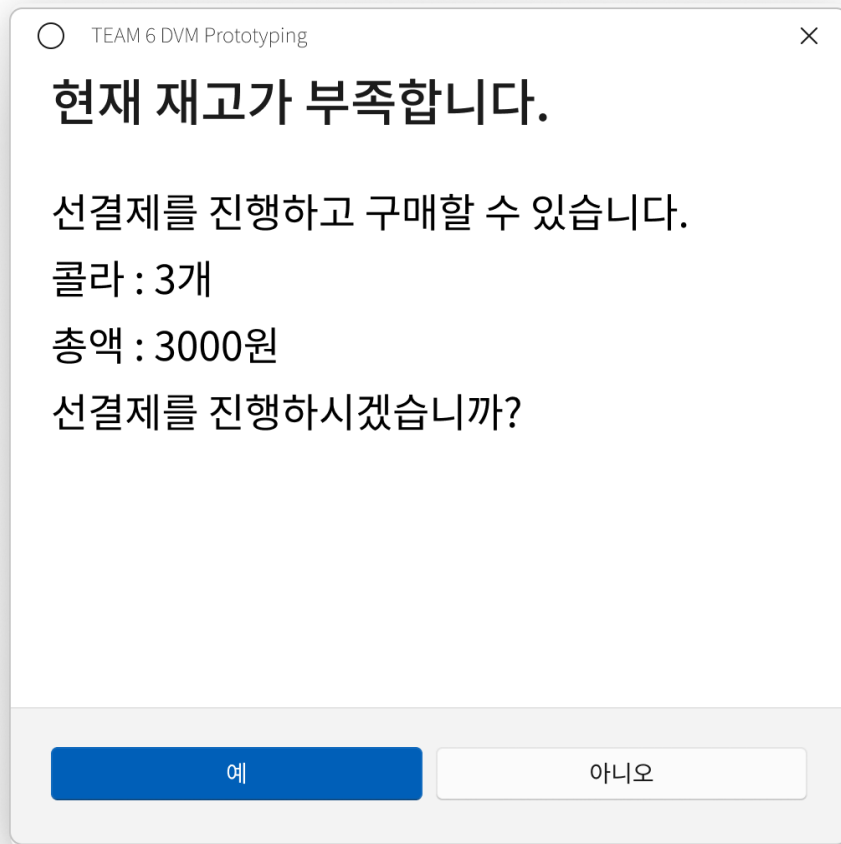 TEAM 6 DVM Prototyping
현재 재고가 부족합니다.
선결제를 진행하고 구매할 수 있습니다.
콜라 : 3개
총액 : 3000원
선결제를 진행하시겠습니까?
예
아니오